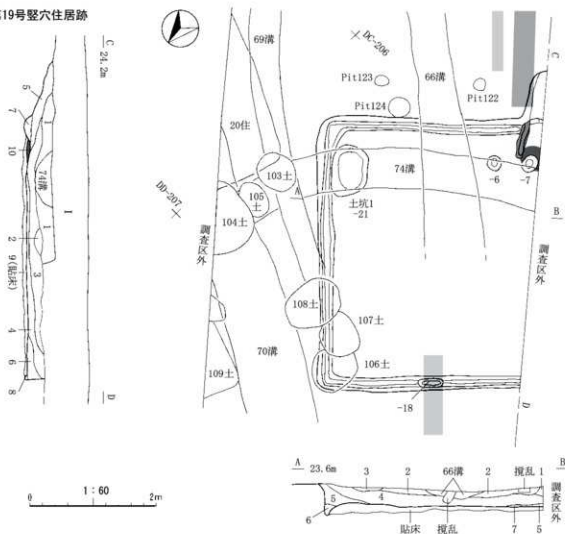 19号竪穴住居跡
C
24.2m
5
7
1
10
74溝
I
2
1
9(貼床)
3
4
6
8
D
1:60
0
2m
69溝
DC-206
66溝
Pit123
Pit122
Pit124
C
20住
103土
74溝
-6
-7
105土
A
DD-207
土坑1
-21
104土
B
調査区外
調査区外
108土
107土
70溝
106土
109土
-18
D
A
23.6m
3
2
66溝
2
撹乱
1
B
5
4
調査区外
6
貼床
撹乱
7
5